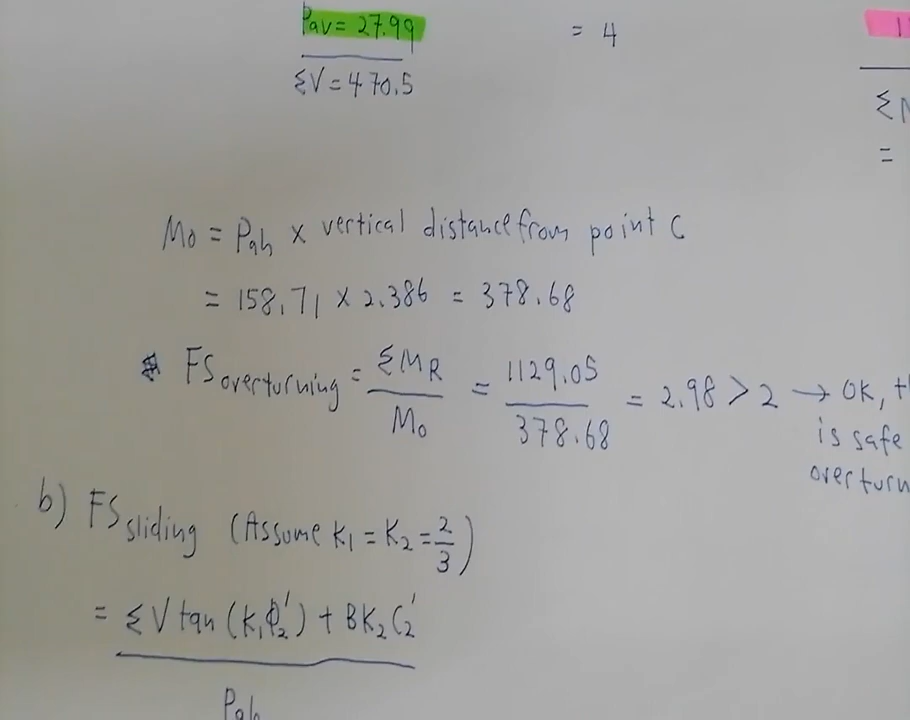 Pav = 27.99
= 4
ΣV = 470.5
Σ
=
Mo = Pah × vertical distance from point C
= 158.71 × 2.386 = 378.68
* FS overturning = ΣMR / Mo = 1129.05 / 378.68 = 2.98 > 2 → OK,
is safe
overturn
b) FS sliding (Assume K1 = K2 = 2/3)
= ΣV tan (K1Φ2') + BK2C2'
Pah